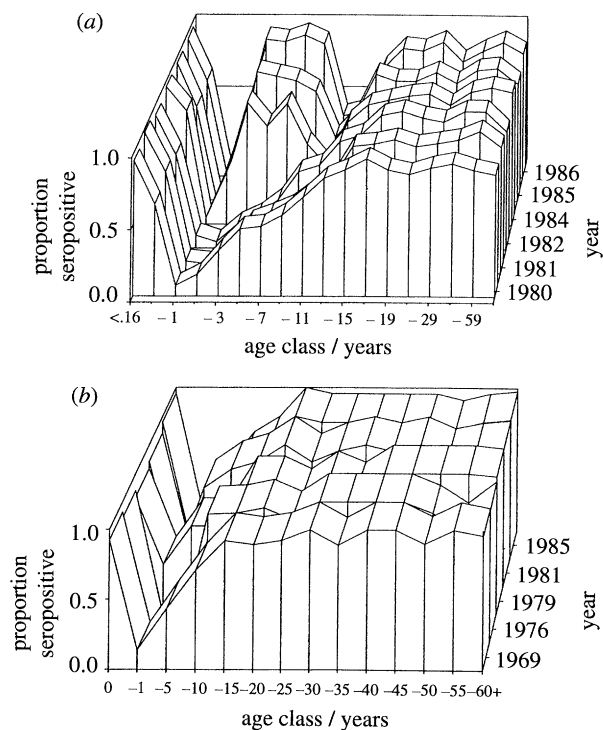 (a)
1.0
0.5
0.0
proportion
seropositive
<.16 –1 –3 –7 –11 –15 –19 –29 –59
age class / years
1986
1985
1984
1982
1981
1980
year
(b)
1.0
0.5
0.0
proportion
seropositive
0 –1 –5 –10 –15 –20 –25 –30 –35 –40 –45 –50 –55 –60+
age class / years
1985
1981
1979
1976
1969
year